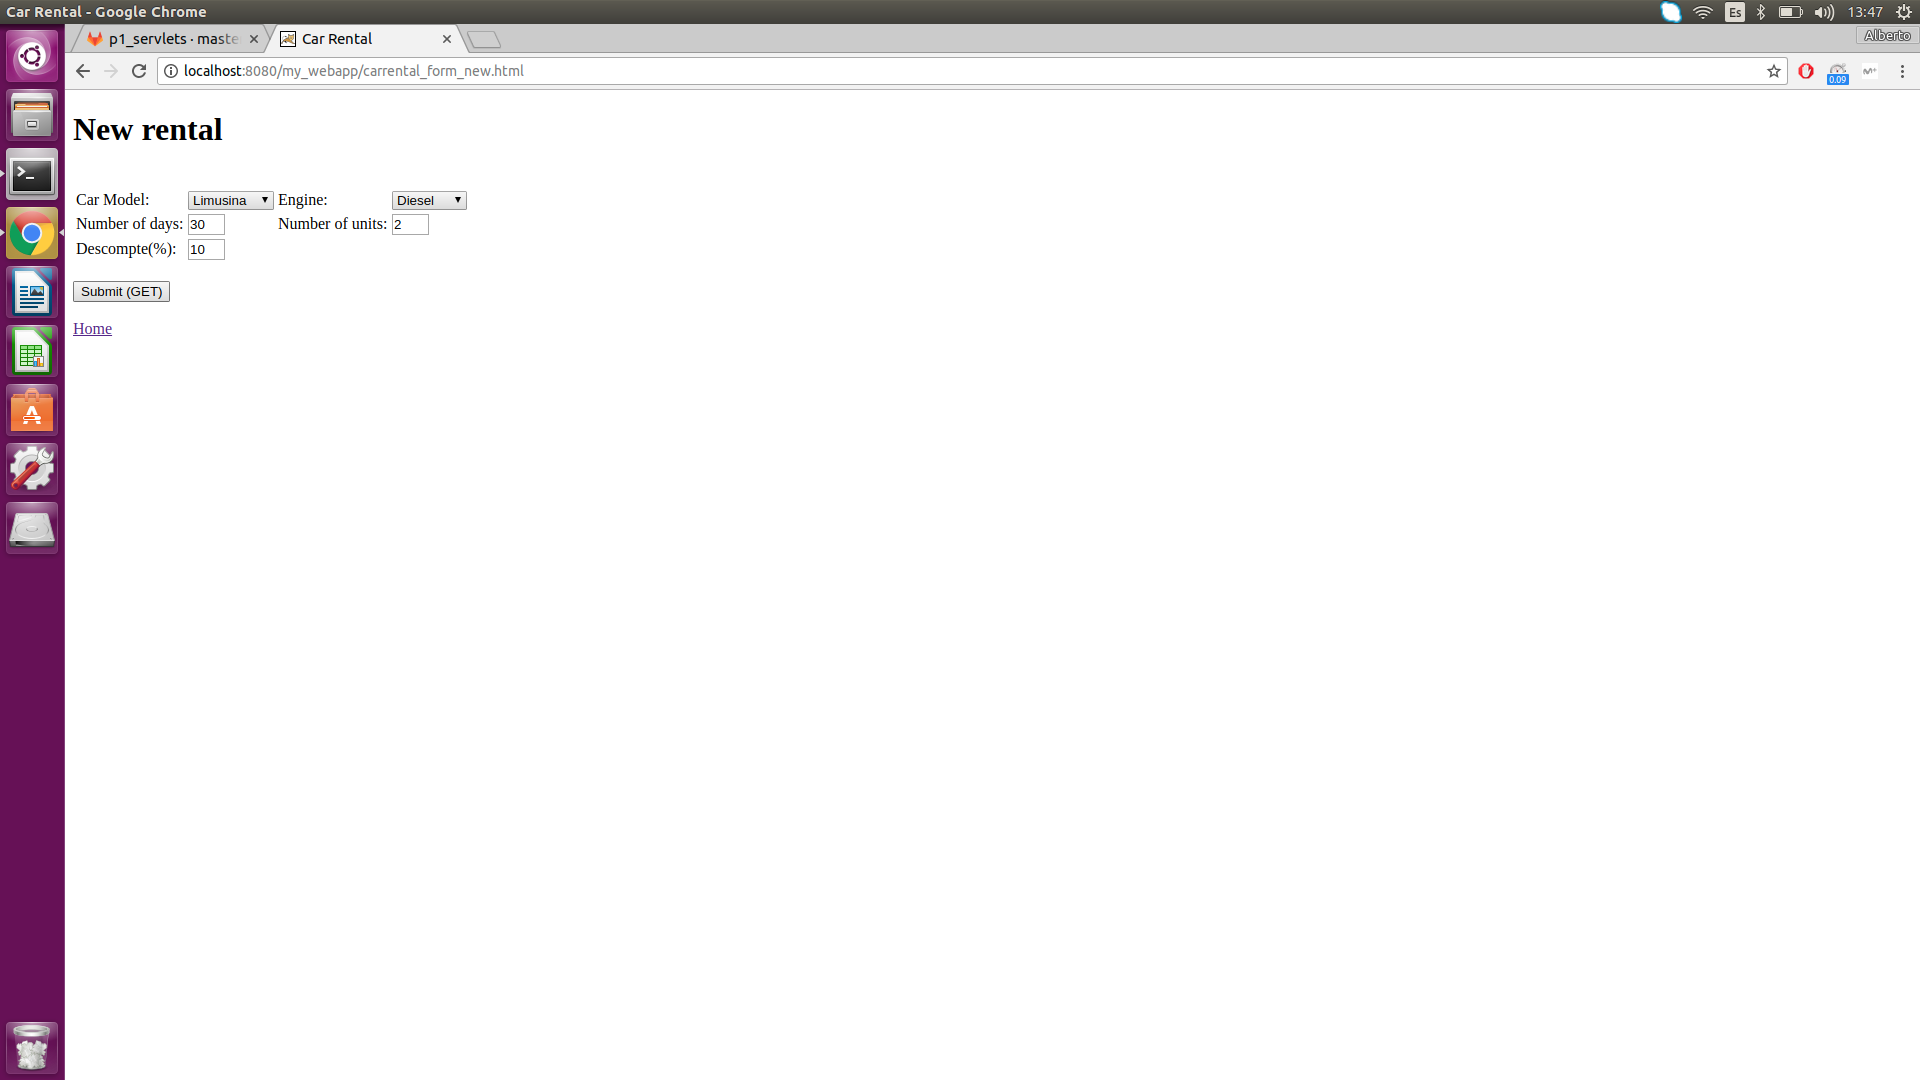 Car Rental - Google Chrome
Es
13:47
p1_servlets · maste
Car Rental
Alberto
localhost:8080/my_webapp/carrental_form_new.html
0.09
New rental
Car Model: Limusina Engine: Diesel
Number of days: 30 Number of units: 2
Descompte(%): 10
Submit (GET)
Home